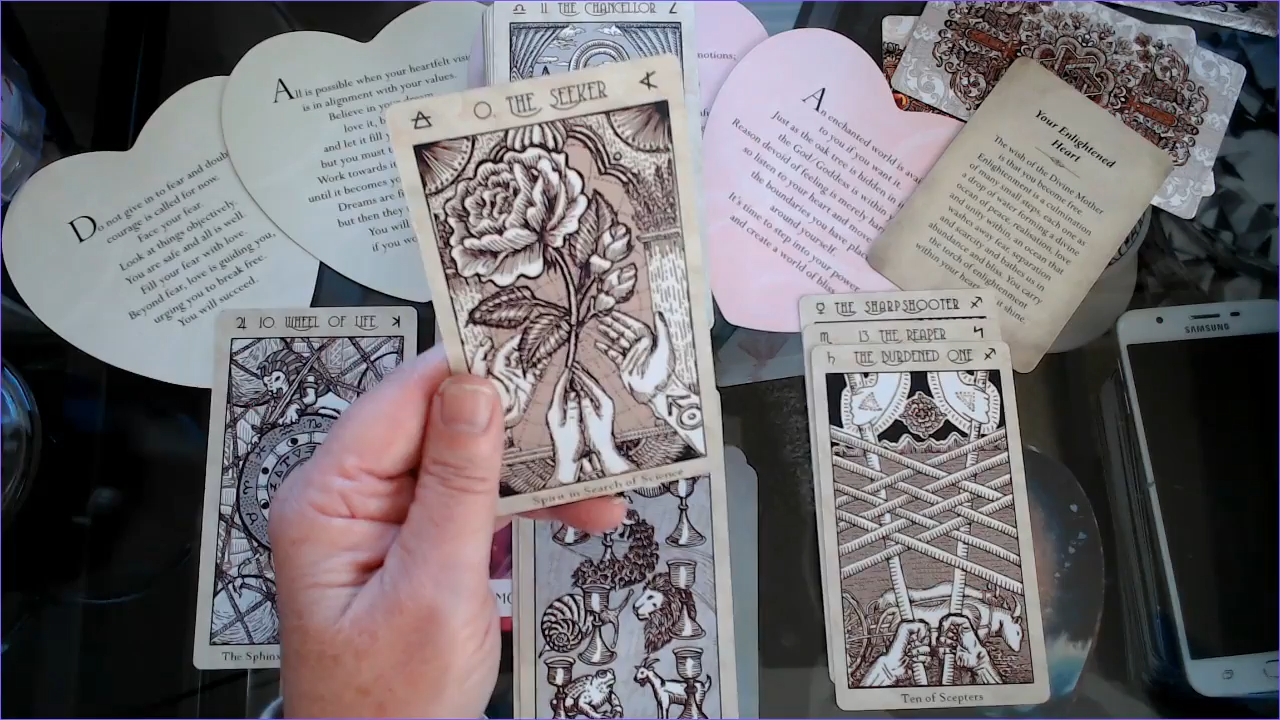 Do not give in to fear and doub
courage is called for now.
Face your fear.
Look at things objectively.
You are safe and all is well.
Fill your fear with love.
Beyond fear, love is guiding you,
urging you to break free.
You will succeed.
All is possible when your heartfelt visi
is in alignment with your values.
Believe in your dream
love it, b
and let it fill y
but you must t
Work towards it
until it becomes yo
Dreams are fi
but then they
You will
if you wo
II THE CHANCELLOR
O. THE SEEKER
Spirit in Search of Science
notions;
An enchanted world is ava
to you if you want
Just as the oak tree is hidden in
the God/Goddess is within
Reason devoid of feeling is merely har
so listen to your heart and move
the boundaries you have place
around yourself.
It's time to step into your power
and create a world of bliss
Your Enlightened
Heart
The wish of the Divine Mother
is that you become free.
Enlightenment is a culmination
of many small steps, each one as
a drop of water forming a divine
ocean of peace, realisation, love
and unity within an ocean that
washes away fear, separation
and scarcity and bathes us in
abundance and bliss. You carry
the torch of enlightenment
within your heart
it shine.
10 WHEEL OF LIFE
The Sphinx
MO
THE SHARPSHOOTER
13 THE REAPER
THE BURDENED ONE
Ten of Scepters
SAMSUNG